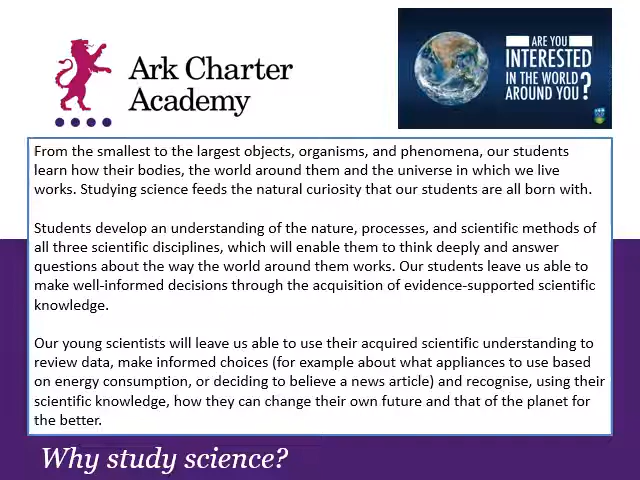 Ark Charter
Academy
ARE YOU
INTERESTED
IN THE WORLD
AROUND YOU?
From the smallest to the largest objects, organisms, and phenomena, our students
learn how their bodies, the world around them and the universe in which we live
works. Studying science feeds the natural curiosity that our students are all born with.
Students develop an understanding of the nature, processes, and scientific methods of
all three scientific disciplines, which will enable them to think deeply and answer
questions about the way the world around them works. Our students leave us able to
make well-informed decisions through the acquisition of evidence-supported scientific
knowledge.
Our young scientists will leave us able to use their acquired scientific understanding to
review data, make informed choices (for example about what appliances to use based
on energy consumption, or deciding to believe a news article) and recognise, using their
scientific knowledge, how they can change their own future and that of the planet for
the better.
Why study science?